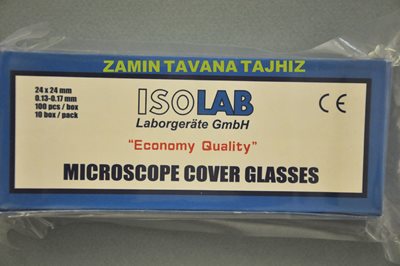 ZAMIN TAVANA TAJHIZ
24 x 24 mm
0.13-0.17 mm
100 pcs / box
10 box / pack
ISOLAB
Laborgeräte GmbH
CE
"Economy Quality"
MICROSCOPE COVER GLASSES